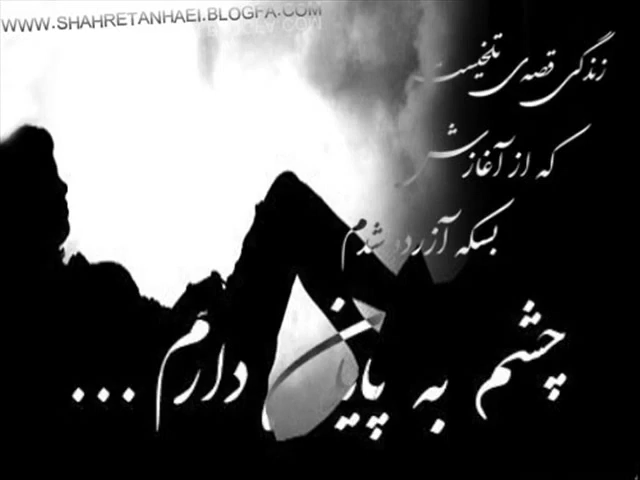 WWW.SHAHRETANHAEI.BLOGFA.COM
زندگی قصه‌ی تلخیست
که از آغازش
بسکه آزرده شدم
چشم به پایان دارم ...